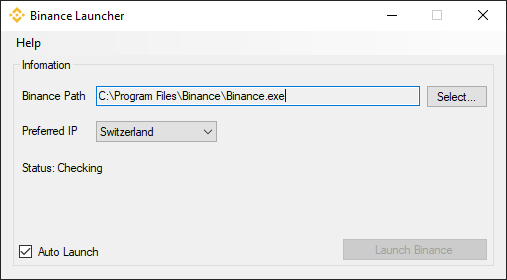 Binance Launcher
Help
Infomation
Binance Path C:\Program Files\Binance\Binance.exe Select...
Preferred IP Switzerland
Status: Checking
Auto Launch Launch Binance